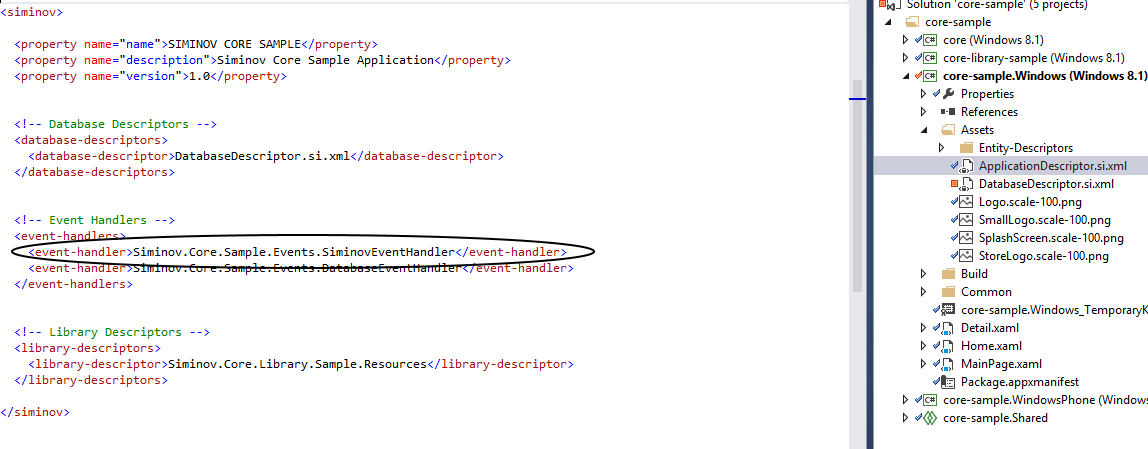 <siminov>
<property name="name">SIMINOV CORE SAMPLE</property>
<property name="description">Siminov Core Sample Application</property>
<property name="version">1.0</property>
<!-- Database Descriptors -->
<database-descriptors>
<database-descriptor>DatabaseDescriptor.si.xml</database-descriptor>
</database-descriptors>
<!-- Event Handlers -->
<event-handlers>
<event-handler>Siminov.Core.Sample.Events.SiminovEventHandler</event-handler>
<event-handler>Siminov.Core.Sample.Events.DatabaseEventHandler</event-handler>
</event-handlers>
<!-- Library Descriptors -->
<library-descriptors>
<library-descriptor>Siminov.Core.Library.Sample.Resources</library-descriptor>
</library-descriptors>
</siminov>
Solution 'core-sample' (5 projects)
core-sample
core (Windows 8.1)
core-library-sample (Windows 8.1)
core-sample.Windows (Windows 8.1)
Properties
References
Assets
Entity-Descriptors
ApplicationDescriptor.si.xml
DatabaseDescriptor.si.xml
Logo.scale-100.png
SmallLogo.scale-100.png
SplashScreen.scale-100.png
StoreLogo.scale-100.png
Build
Common
core-sample.Windows_TemporaryK
Detail.xaml
Home.xaml
MainPage.xaml
Package.appxmanifest
core-sample.WindowsPhone (Windows
core-sample.Shared